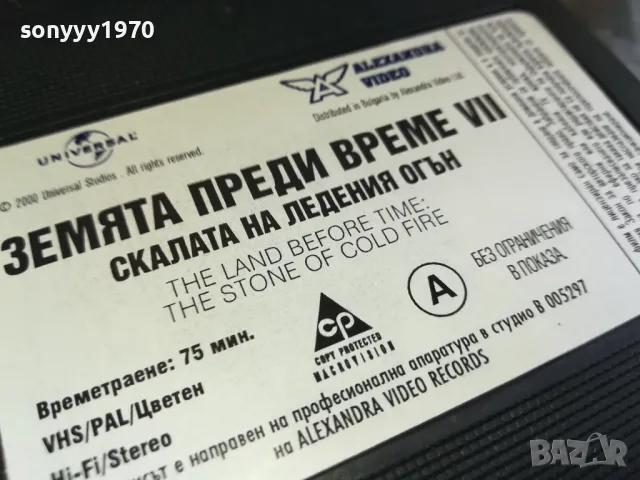 sonyyy1970
ALEXANDRA
VIDEO
Distributed in Bulgaria by Alexandra Video Ltd.
UNIVERSAL
© 2000 Universal Studios . All rights reserved.
ЗЕМЯТА ПРЕДИ ВРЕМЕ VII
СКАЛАТА НА ЛЕДЕНИЯ ОГЪН
THE LAND BEFORE TIME:
THE STONE OF COLD FIRE
A
БЕЗ ОГРАНИЧЕНИЯ
В ПОКАЗА
cp
COPY PROTECTED
MACROVISION
Времетраене: 75 мин.
VHS/PAL/Цветен
Hi-Fi/Stereo
е направен на професионална апаратура в студио В 005297
на ALEXANDRA VIDEO RECORDS
BAZAR
bg